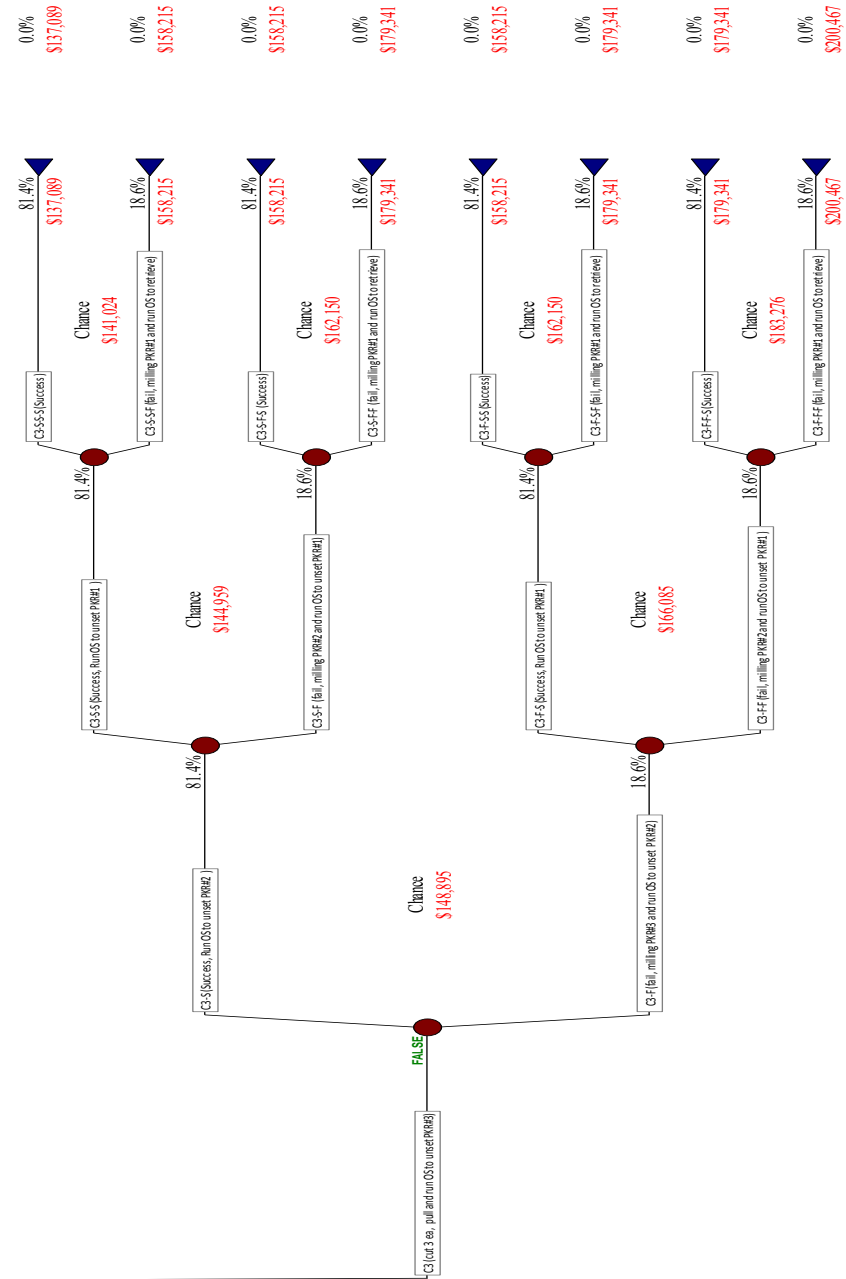 C3-S-S-S (Success)
81.4%
0.0%
$137,089
$137,089
Chance
$141,024
C3-S-S (Success, Run OS to unset PKR#1 )
81.4%
C3-S-S-F (fail, milling PKR#1 and run OS to retrieve)
18.6%
0.0%
$158,215
$158,215
Chance
$144,959
C3-S (Success, Run OS to unset PKR#2 )
81.4%
C3-S-F-S (Success)
81.4%
0.0%
$158,215
$158,215
Chance
$162,150
C3-S-F (fail, milling PKR#2 and run OS to unset PKR#1)
18.6%
C3-S-F-F (fail, milling PKR#1 and run OS to retrieve)
18.6%
0.0%
$179,341
$179,341
Chance
$148,895
C3 (cut 3 ea, pull and run OS to unset PKR#3)
FALSE
C3-F-S-S (Success)
81.4%
0.0%
$158,215
$158,215
Chance
$162,150
C3-F-S (Success, Run OS to unset PKR#1 )
81.4%
C3-F-S-F (fail, milling PKR#1 and run OS to retrieve)
18.6%
0.0%
$179,341
$179,341
Chance
$166,085
C3-F (fail, milling PKR#3 and run OS to unset PKR#2)
18.6%
C3-F-F-S (Success)
81.4%
0.0%
$179,341
$179,341
Chance
$183,276
C3-F-F (fail, milling PKR#2 and run OS to unset PKR#1)
18.6%
C3-F-F-F (fail, milling PKR#1 and run OS to retrieve)
18.6%
0.0%
$200,467
$200,467